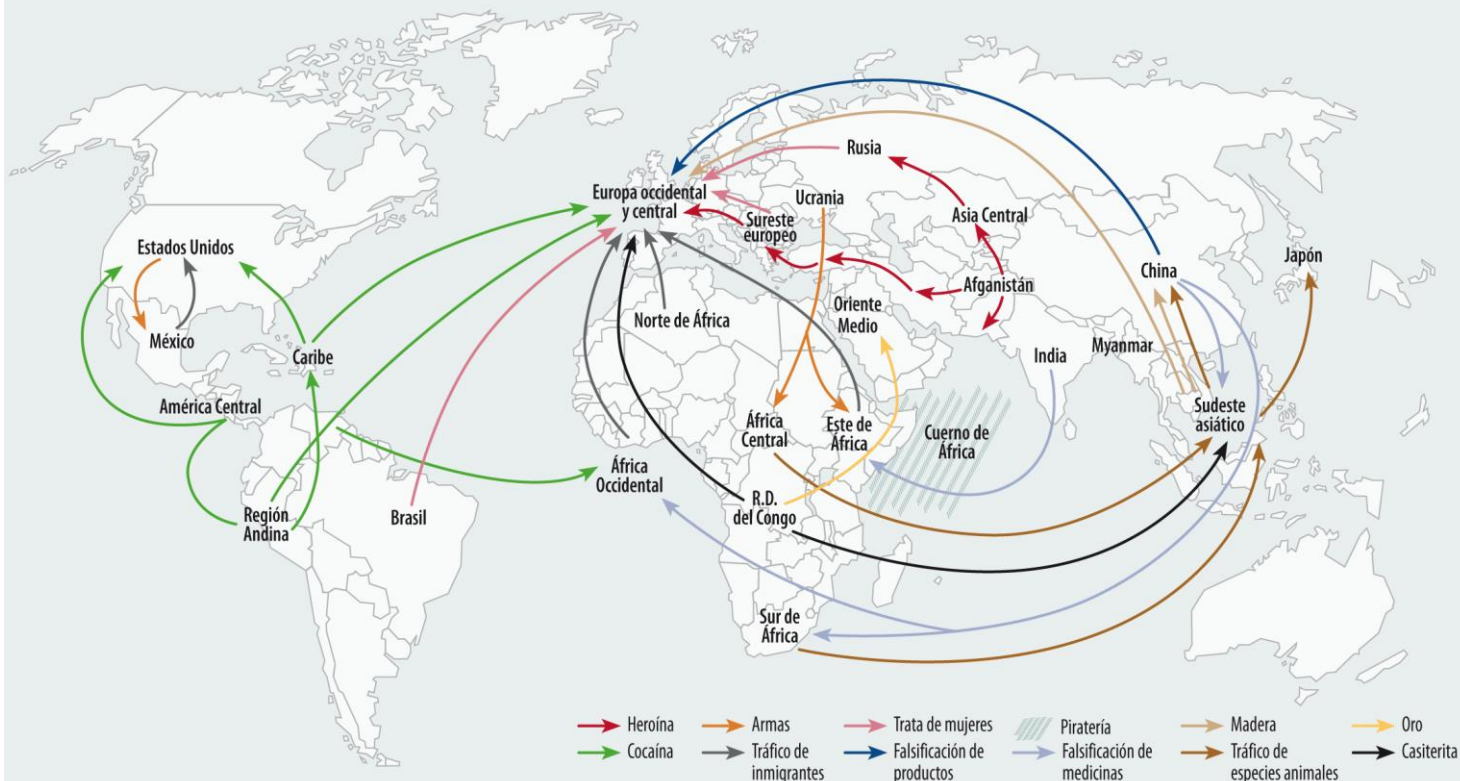 Rusia
Europa occidental
y central
Ucrania
Sureste
europeo
Asia Central
Estados Unidos
China
Japón
Afganistán
Oriente
Medio
Norte de África
México
Caribe
India
Myanmar
América Central
Sudeste
asiático
África
Central
Este de
África
Cuerno de
África
África
Occidental
R.D.
del Congo
Región
Andina
Brasil
Sur de
África
Heroína
Armas
Trata de mujeres
Piratería
Madera
Oro
Cocaína
Tráfico de
inmigrantes
Falsificación de
productos
Falsificación de
medicinas
Tráfico de
especies animales
Casiterita